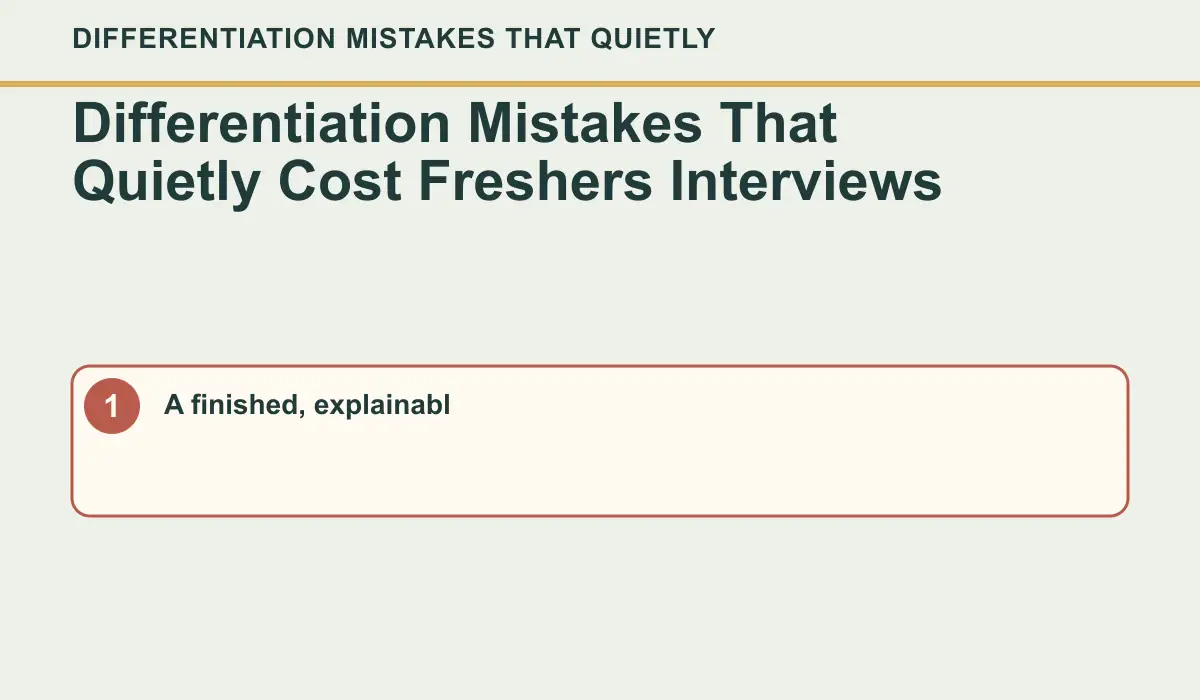 DIFFERENTIATION MISTAKES THAT QUIETLY
Differentiation Mistakes That
Quietly Cost Freshers Interviews
1
A finished, explainabl